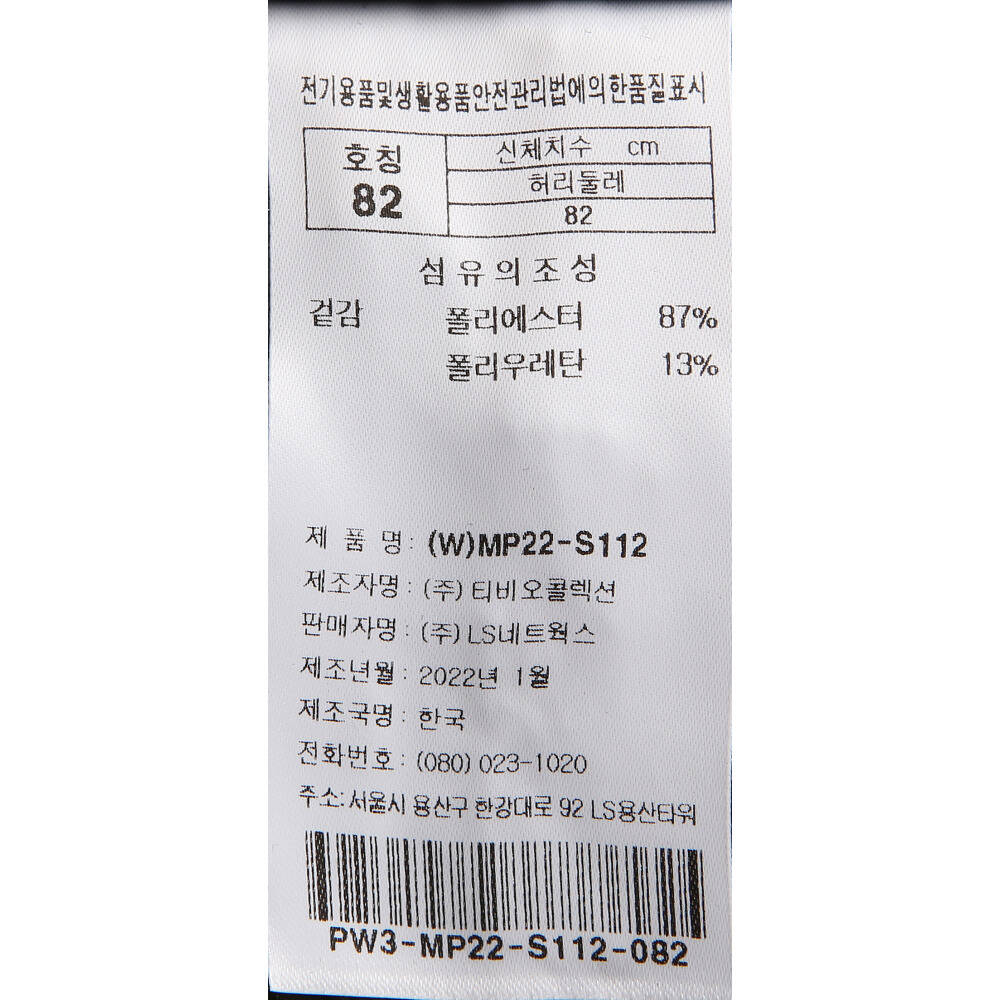 전기용품및생활용품안전관리법에의한품질표시
호칭
82
신체치수 cm
허리둘레
82
섬유의조성
겉감 폴리에스터 87%
폴리우레탄 13%
제 품 명: (W)MP22-S112
제조자명: (주)티비오콜렉션
판매자명: (주)LS네트웍스
제조년월: 2022년 1월
제조국명: 한국
전화번호: (080) 023-1020
주소:서울시 용산구 한강대로 92 LS용산타워
PW3-MP22-S112-082